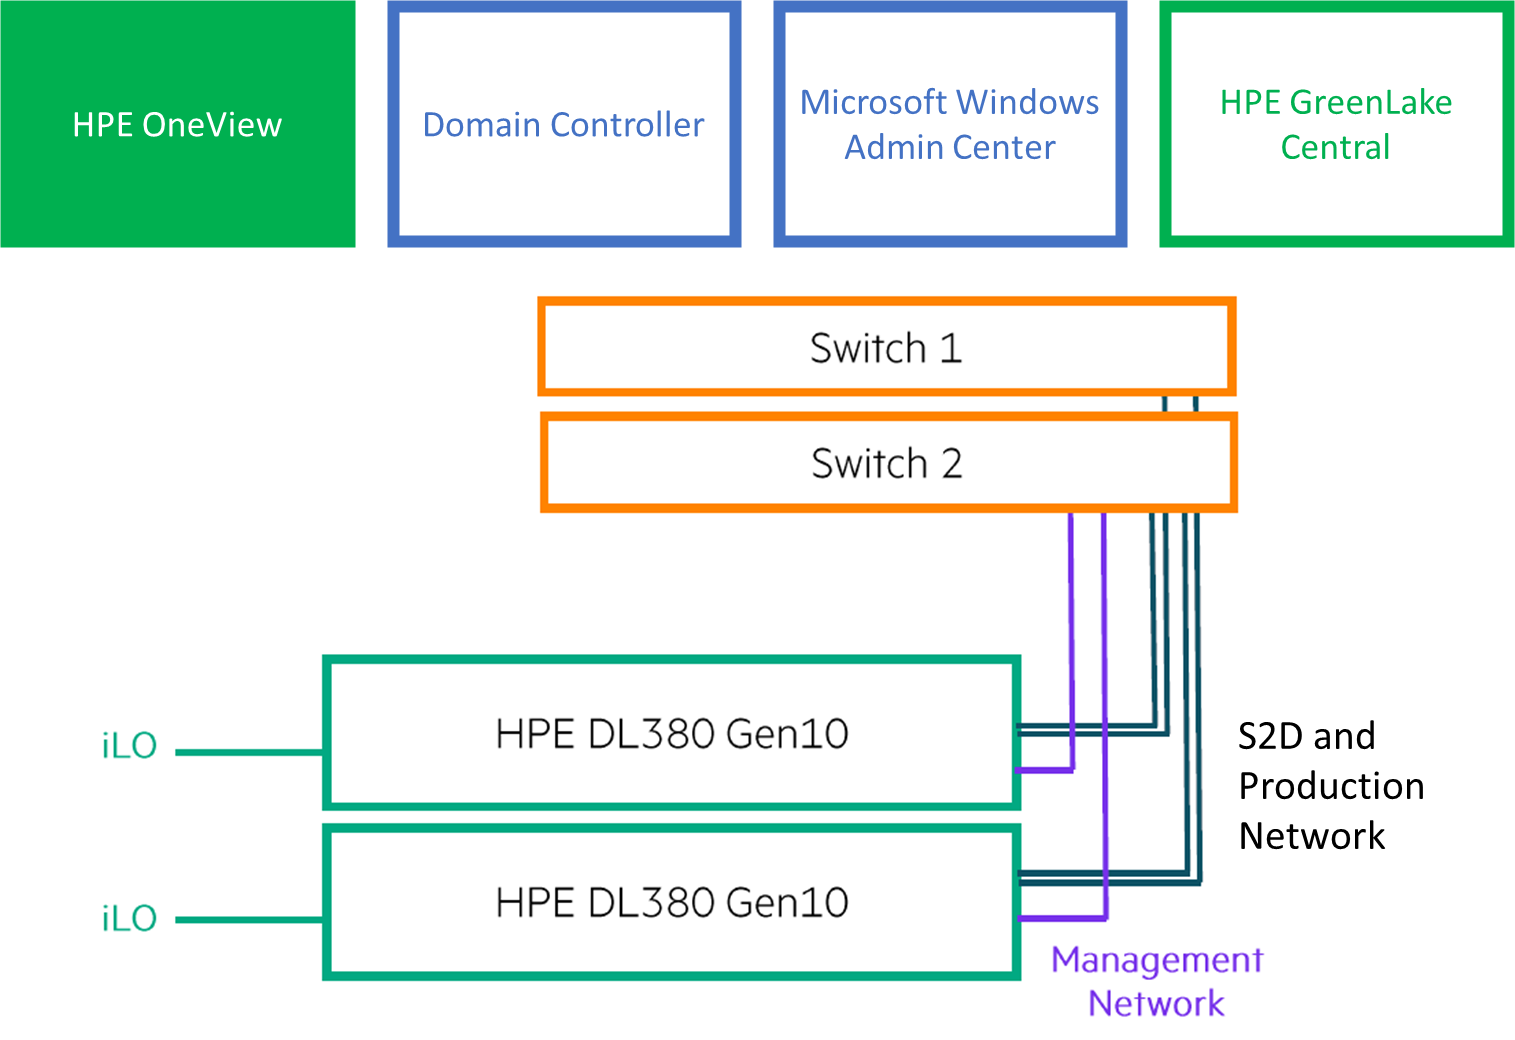 HPE OneView
Domain Controller
Microsoft Windows
Admin Center
HPE GreenLake
Central
Switch 1
Switch 2
iLO
HPE DL380 Gen10
iLO
HPE DL380 Gen10
S2D and
Production
Network
Management
Network